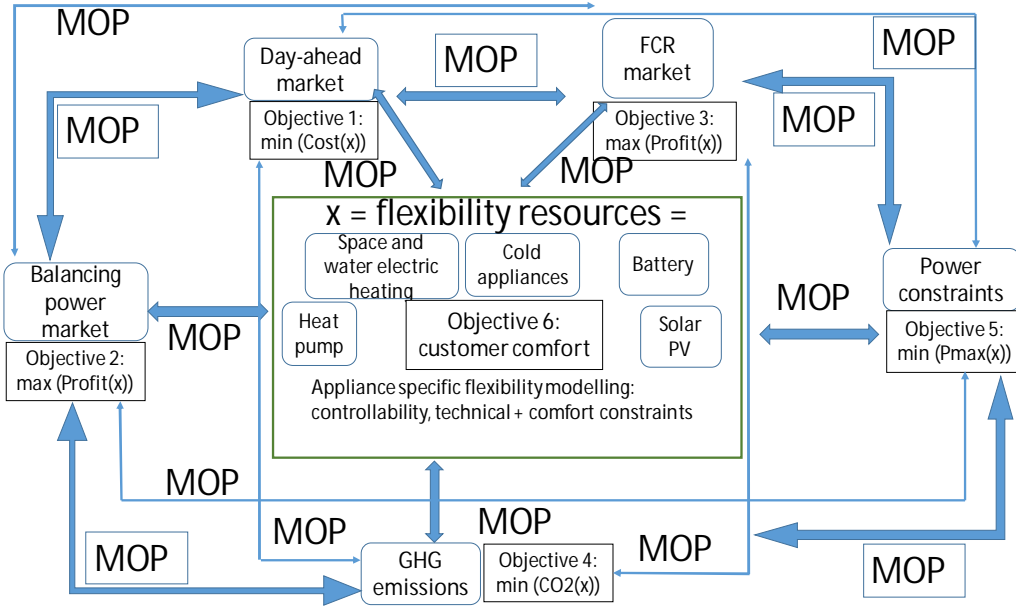 MOP
MOP
MOP
Day-ahead
market
MOP
FCR
market
MOP
MOP
Objective 1:
min (Cost(x))
Objective 3:
max (Profit(x))
MOP
MOP
x = flexibility resources =
Space and
water electric
heating
Cold
appliances
Battery
Balancing
power
market
MOP
Power
constraints
MOP
Heat
pump
Objective 6:
customer comfort
Solar
PV
Objective 2:
max (Profit(x))
Objective 5:
min (Pmax(x))
Appliance specific flexibility modelling:
controllability, technical + comfort constraints
MOP
MOP
MOP
MOP
MOP
MOP
MOP
GHG
emissions
Objective 4:
min (CO2(x))